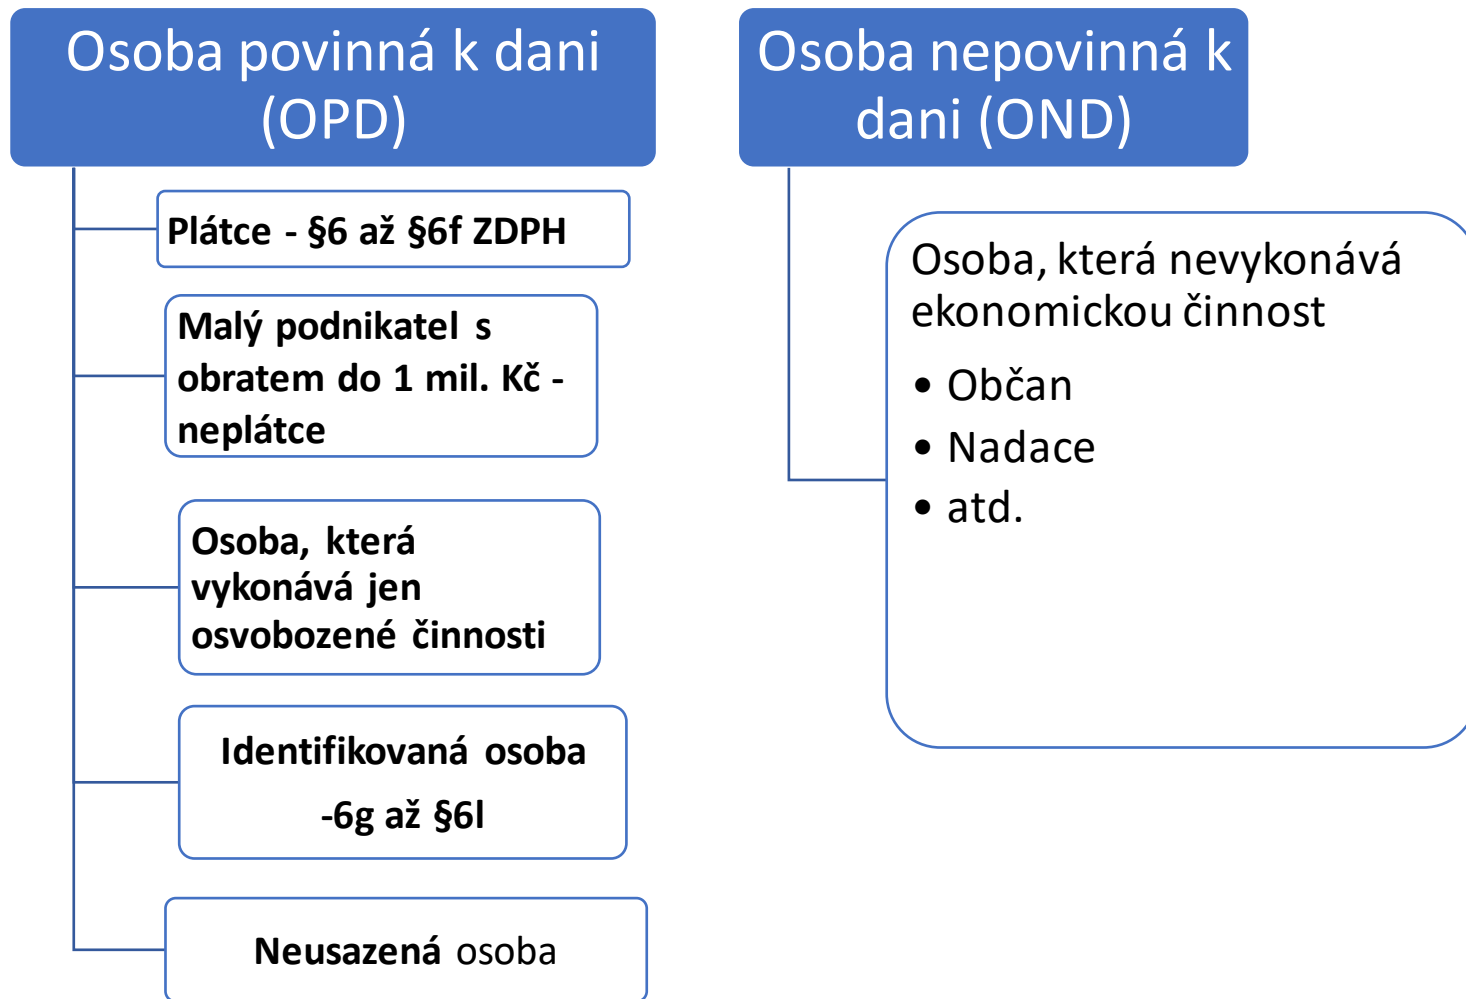 Osoba povinná k dani
(OPD)
Plátce - §6 až §6f ZDPH
Malý podnikatel s
obratem do 1 mil. Kč -
neplátce
Osoba, která
vykonává jen
osvobozené činnosti
Identifikovaná osoba
-6g až §6l
Neusazená osoba
Osoba nepovinná k
dani (OND)
Osoba, která nevykonává
ekonomickou činnost
• Občan
• Nadace
• atd.